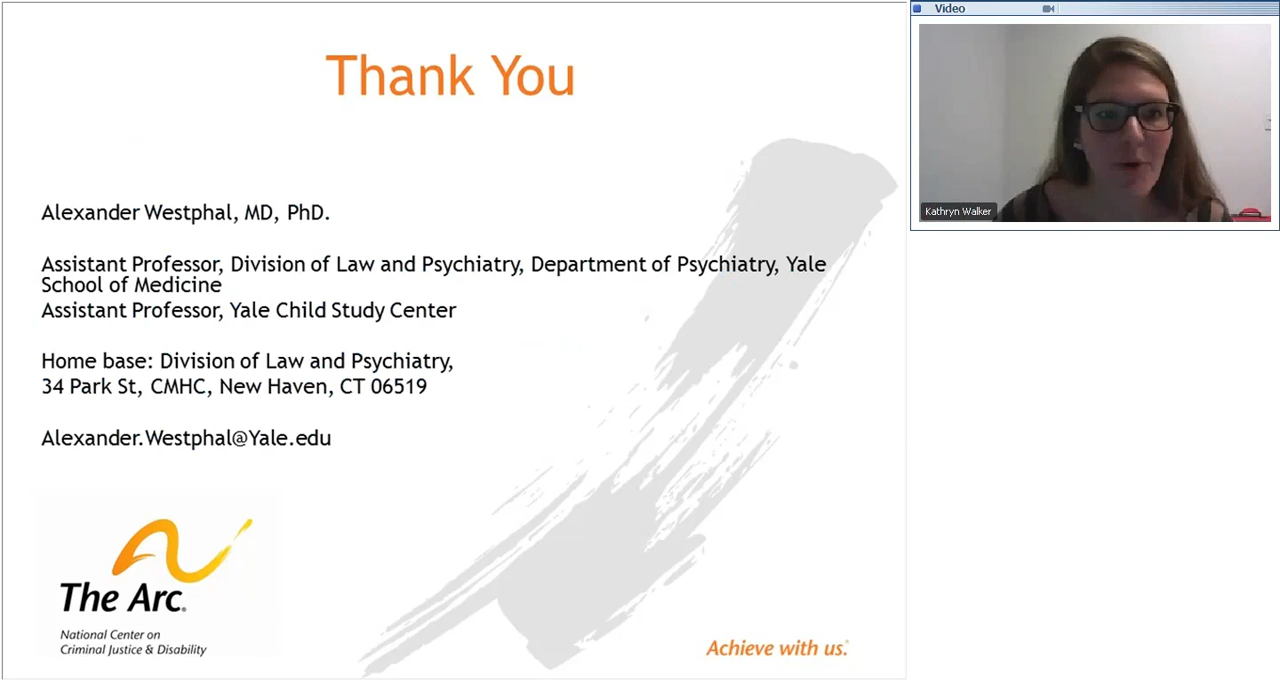 Thank You
Alexander Westphal, MD, PhD.
Assistant Professor, Division of Law and Psychiatry, Department of Psychiatry, Yale
School of Medicine
Assistant Professor, Yale Child Study Center
Home base: Division of Law and Psychiatry,
34 Park St, CMHC, New Haven, CT 06519
Alexander.Westphal@Yale.edu
The Arc®
National Center on
Criminal Justice & Disability
Achieve with us.®
Video
Kathryn Walker